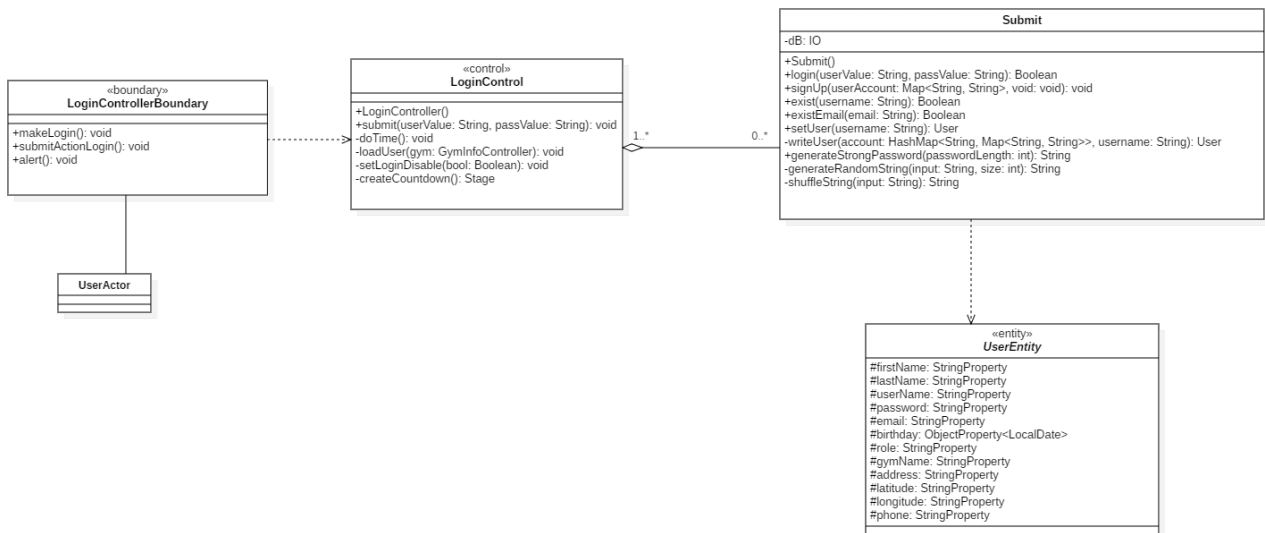 «boundary»
LoginControllerBoundary
+makeLogin(): void
+submitActionLogin(): void
+alert(): void
UserActor
«control»
LoginControl
+LoginController()
+submit(userValue: String, passValue: String): void
-doTime(): void
-loadUser(gym: GymInfoController): void
-setLoginDisable(bool: Boolean): void
-createCountdown(): Stage
1..*
0..*
Submit
-dB: IO
+Submit()
+login(userValue: String, passValue: String): Boolean
+signUp(userAccount: Map<String, String>, void: void): void
+exist(username: String): Boolean
+existEmail(email: String): Boolean
+setUser(username: String): User
-writeUser(account: HashMap<String, Map<String, String>>, username: String): User
+generateStrongPassword(passwordLength: int): String
-generateRandomString(input: String, size: int): String
-shuffleString(input: String): String
«entity»
UserEntity
#firstName: StringProperty
#lastName: StringProperty
#userName: StringProperty
#password: StringProperty
#email: StringProperty
#birthday: ObjectProperty<LocalDate>
#role: StringProperty
#gymName: StringProperty
#address: StringProperty
#latitude: StringProperty
#longitude: StringProperty
#phone: StringProperty